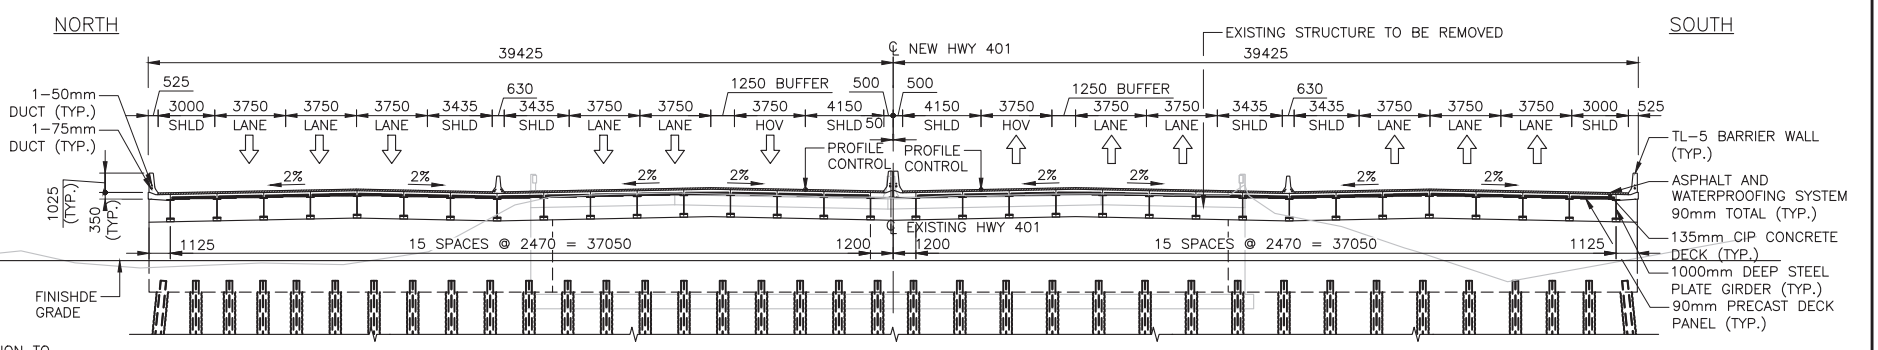 NORTH
SOUTH
℄ NEW HWY 401
EXISTING STRUCTURE TO BE REMOVED
39425
39425
525
630
1250 BUFFER
500
500
1250 BUFFER
630
1-50mm
DUCT (TYP.)
1-75mm
DUCT (TYP.)
3000 3750 3750 3750 3435 3435 3750 3750 3750 4150 4150 3750 3750 3750 3435 3435 3750 3750 3750 3000 525
SHLD LANE LANE LANE SHLD SHLD LANE LANE HOV SHLD SHLD HOV LANE LANE SHLD SHLD LANE LANE LANE SHLD
50
PROFILE
CONTROL
PROFILE
CONTROL
TL-5 BARRIER WALL
(TYP.)
2% 2% 2% 2% 2% 2% 2% 2%
1025
(TYP.)
350
(TYP.)
ASPHALT AND
WATERPROOFING SYSTEM
90mm TOTAL (TYP.)
℄ EXISTING HWY 401
1125
15 SPACES @ 2470 = 37050
1200
1200
15 SPACES @ 2470 = 37050
1125
135mm CIP CONCRETE
DECK (TYP.)
1000mm DEEP STEEL
PLATE GIRDER (TYP.)
90mm PRECAST DECK
PANEL (TYP.)
FINISHDE
GRADE